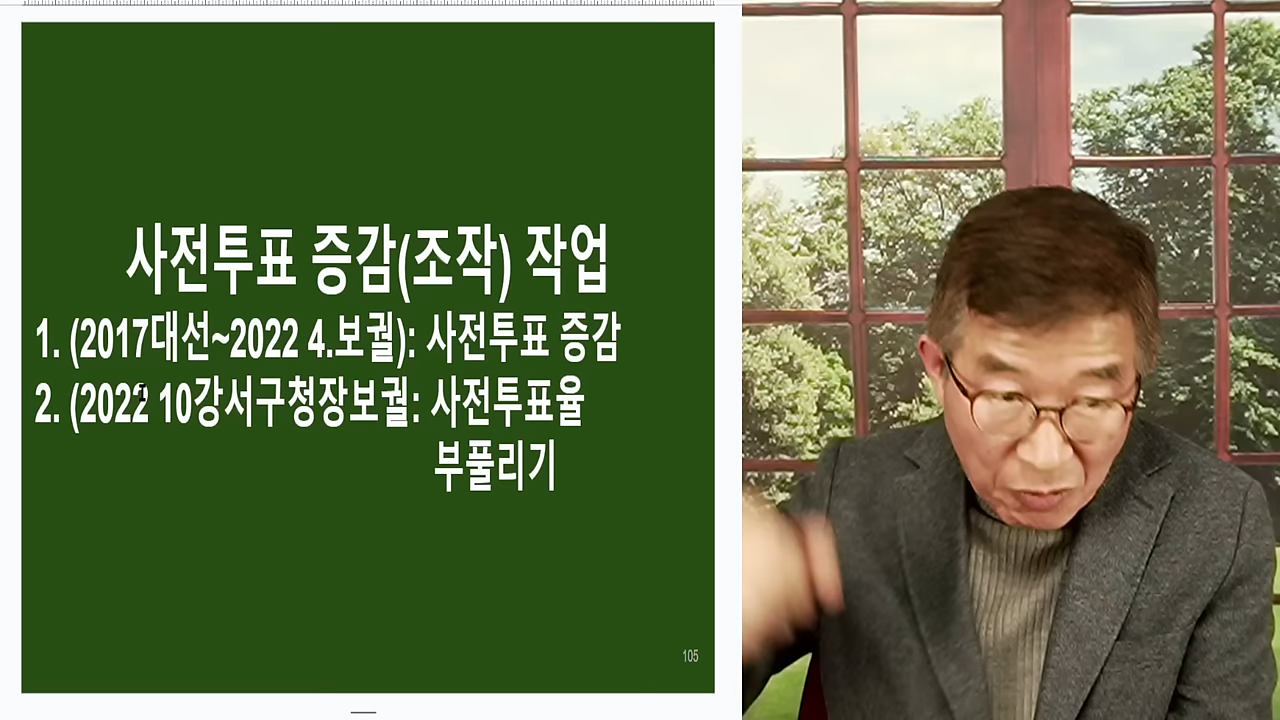 사전투표 증감(조작) 작업
1. (2017대선~2022 4.보궐): 사전투표 증감
2. (2022 10강서구청장보궐: 사전투표율
부풀리기
105